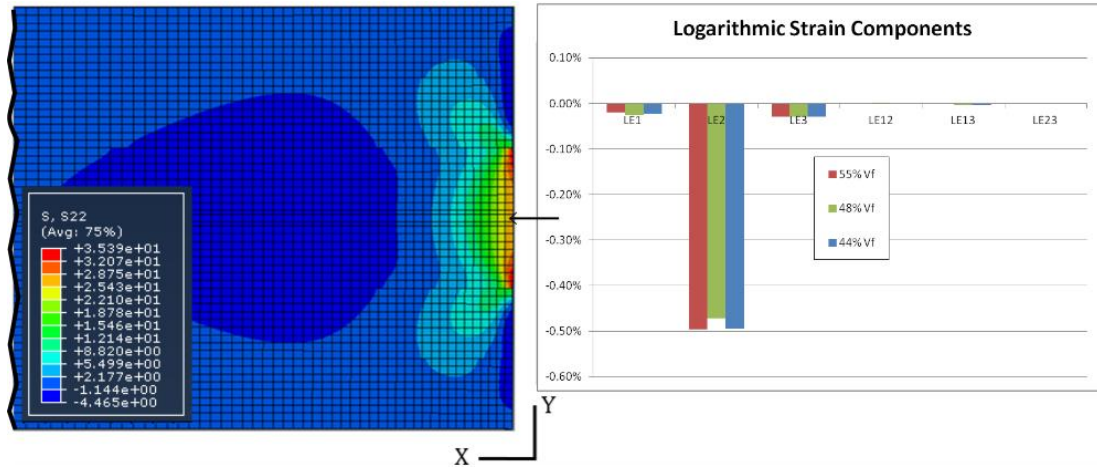 S, S22
(Avg: 75%)
+3.539e+01
+3.207e+01
+2.875e+01
+2.543e+01
+2.210e+01
+1.878e+01
+1.546e+01
+1.214e+01
+8.820e+00
+5.499e+00
+2.177e+00
-1.144e+00
-4.465e+00
X
Y
Logarithmic Strain Components
0.10%
0.00%
-0.10%
-0.20%
-0.30%
-0.40%
-0.50%
-0.60%
LE1 LE2 LE3 LE12 LE13 LE23
55% Vf
48% Vf
44% Vf